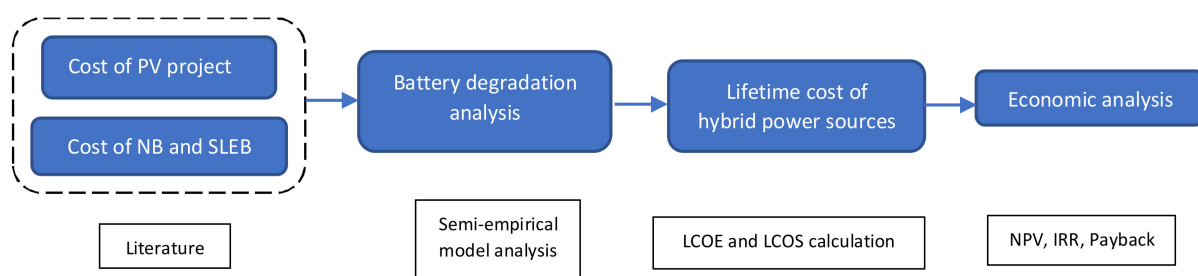 Cost of PV project
Cost of NB and SLEB
Battery degradation
analysis
Lifetime cost of
hybrid power sources
Economic analysis
Literature
Semi-empirical
model analysis
LCOE and LCOS calculation
NPV, IRR, Payback